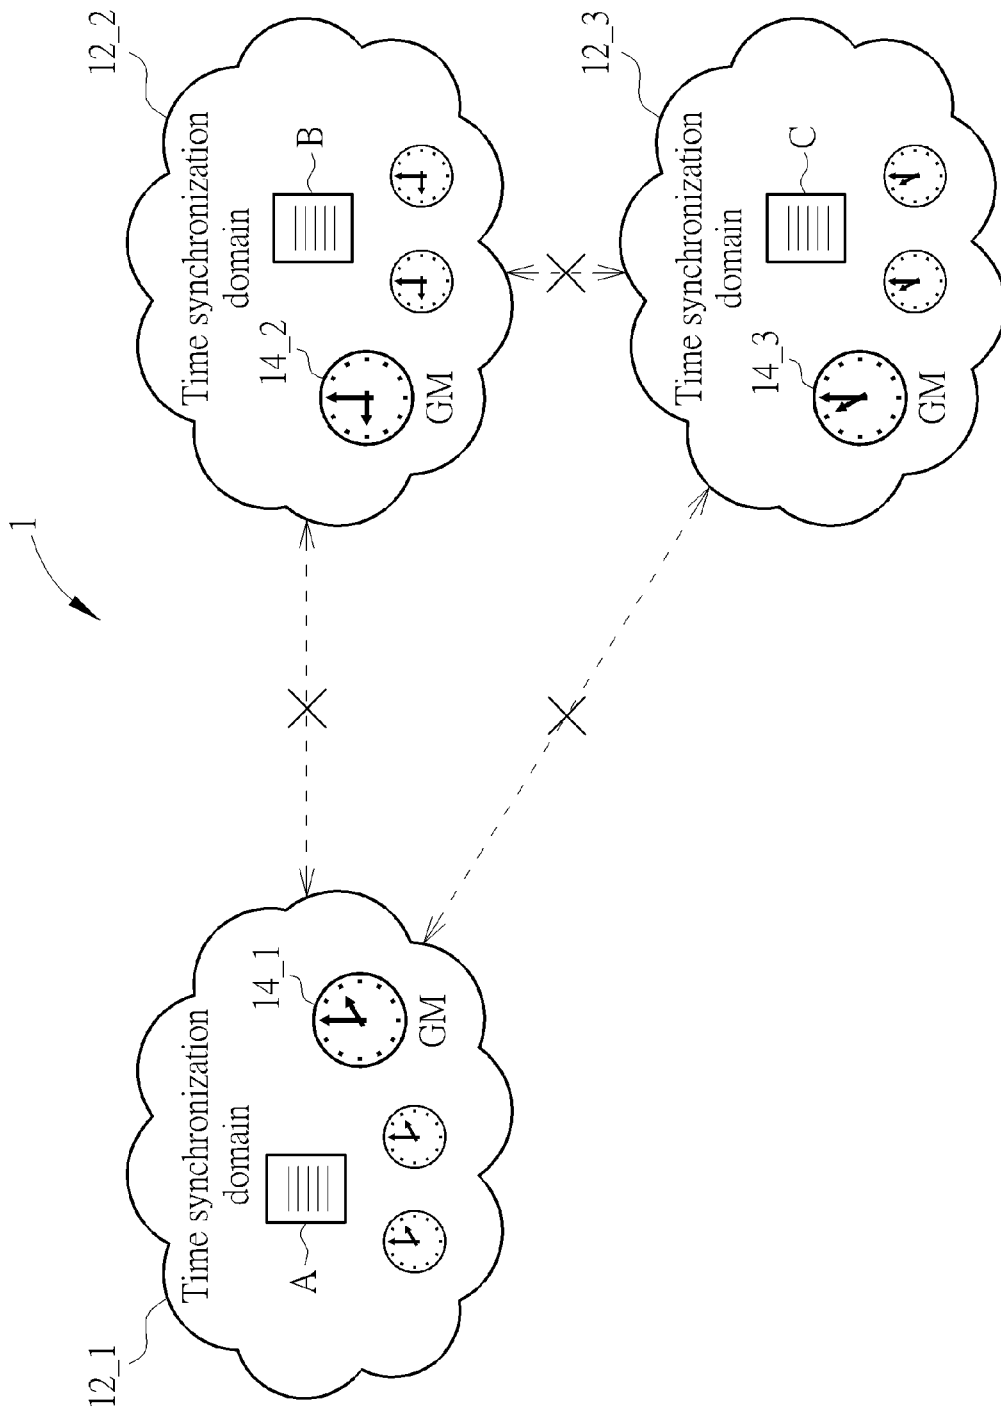 1
12_1
Time synchronization
domain
A
14_1
GM
12_2
Time synchronization
domain
B
14_2
GM
12_3
Time synchronization
domain
C
14_3
GM